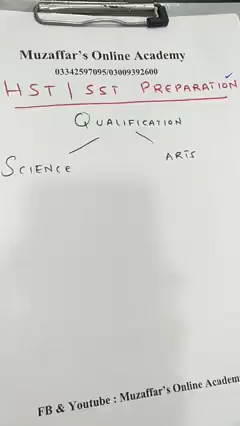 Muzaffar's Online Academy
03342597095/03009392600
HST | SST PREPARATION
QUALIFICATION
SCIENCE ARTS
FB & Youtube : Muzaffar's Online Academ